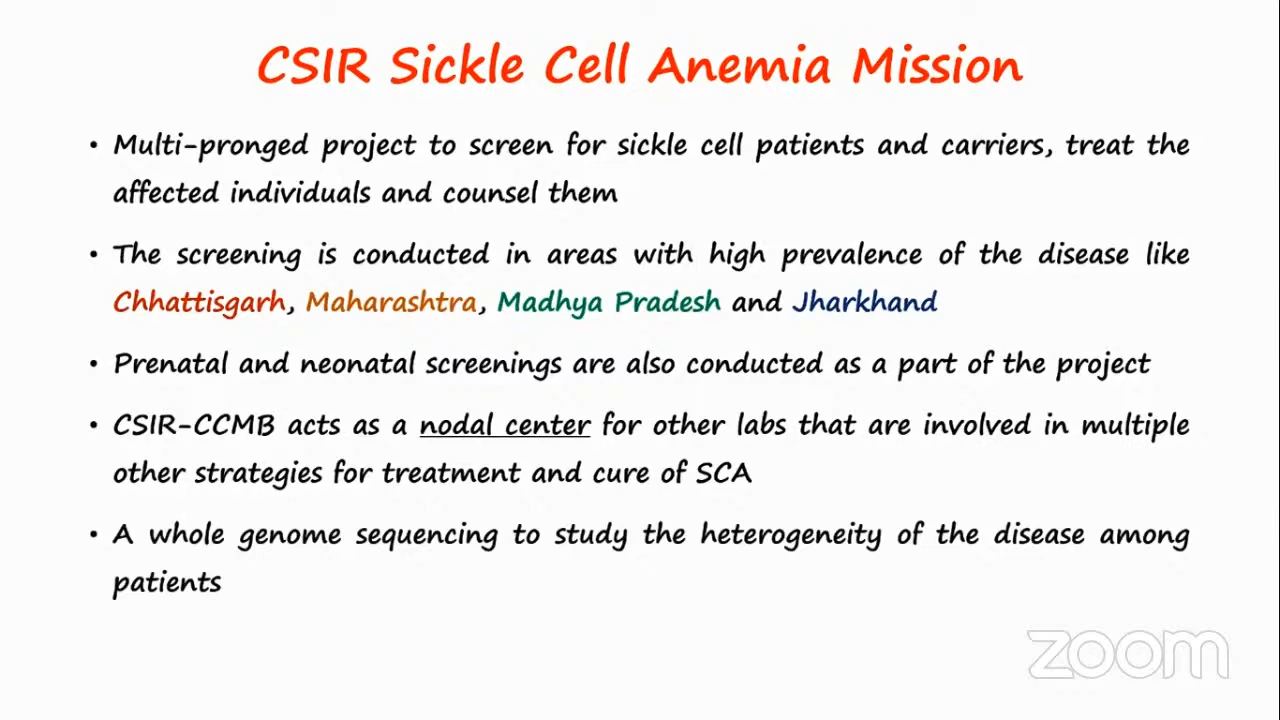 CSIR Sickle Cell Anemia Mission
• Multi-pronged project to screen for sickle cell patients and carriers, treat the
affected individuals and counsel them
• The screening is conducted in areas with high prevalence of the disease like
Chhattisgarh, Maharashtra, Madhya Pradesh and Jharkhand
• Prenatal and neonatal screenings are also conducted as a part of the project
• CSIR-CCMB acts as a nodal center for other labs that are involved in multiple
other strategies for treatment and cure of SCA
• A whole genome sequencing to study the heterogeneity of the disease among
patients
zoom